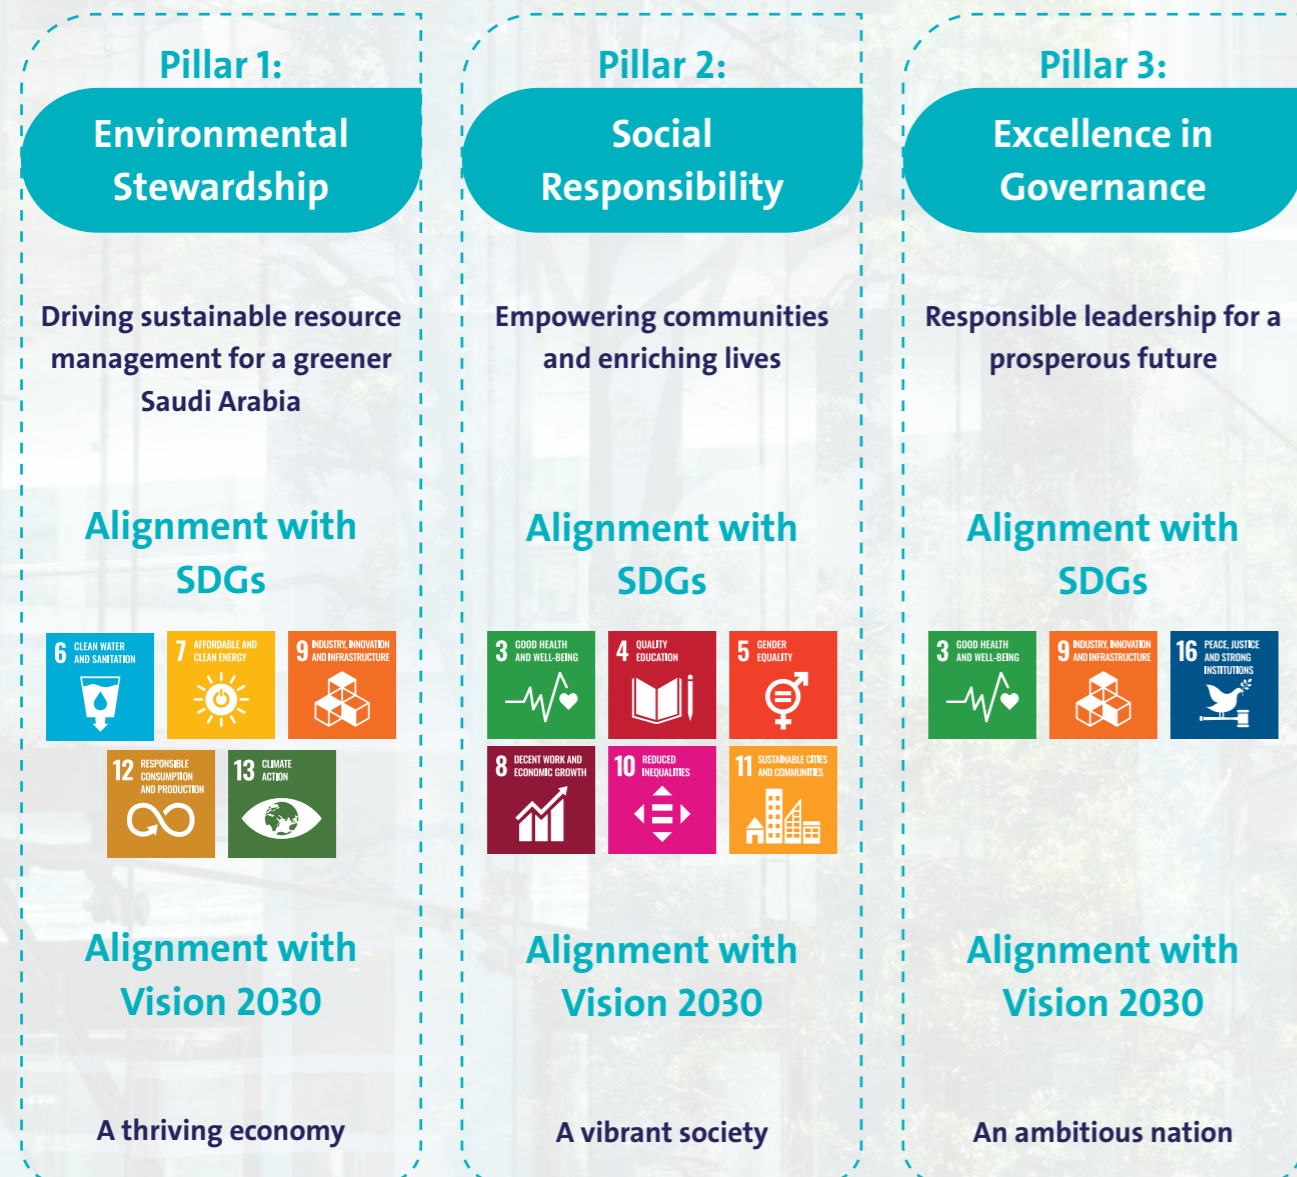 Pillar 1:
Environmental
Stewardship
Driving sustainable resource
management for a greener
Saudi Arabia
Alignment with
SDGs
6 CLEAN WATER
AND SANITATION
7 AFFORDABLE AND
CLEAN ENERGY
9 INDUSTRY, INNOVATION
AND INFRASTRUCTURE
12 RESPONSIBLE
CONSUMPTION
AND PRODUCTION
13 CLIMATE
ACTION
Alignment with
Vision 2030
A thriving economy
Pillar 2:
Social
Responsibility
Empowering communities
and enriching lives
Alignment with
SDGs
3 GOOD HEALTH
AND WELL-BEING
4 QUALITY
EDUCATION
5 GENDER
EQUALITY
8 DECENT WORK AND
ECONOMIC GROWTH
10 REDUCED
INEQUALITIES
11 SUSTAINABLE CITIES
AND COMMUNITIES
Alignment with
Vision 2030
A vibrant society
Pillar 3:
Excellence in
Governance
Responsible leadership for a
prosperous future
Alignment with
SDGs
3 GOOD HEALTH
AND WELL-BEING
9 INDUSTRY, INNOVATION
AND INFRASTRUCTURE
16 PEACE, JUSTICE
AND STRONG
INSTITUTIONS
Alignment with
Vision 2030
An ambitious nation